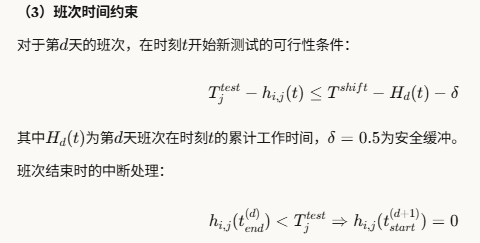 （3）班次时间约束
对于第d天的班次，在时刻t开始新测试的可行性条件：
T_j^{test} − h_{i,j}(t) ≤ T^{shift} − H_d(t) − δ
其中H_d(t)为第d天班次在时刻t的累计工作时间，δ = 0.5为安全缓冲。
班次结束时的中断处理：
h_{i,j}(t_{end}^{(d)}) < T_j^{test} ⇒ h_{i,j}(t_{start}^{(d+1)}) = 0